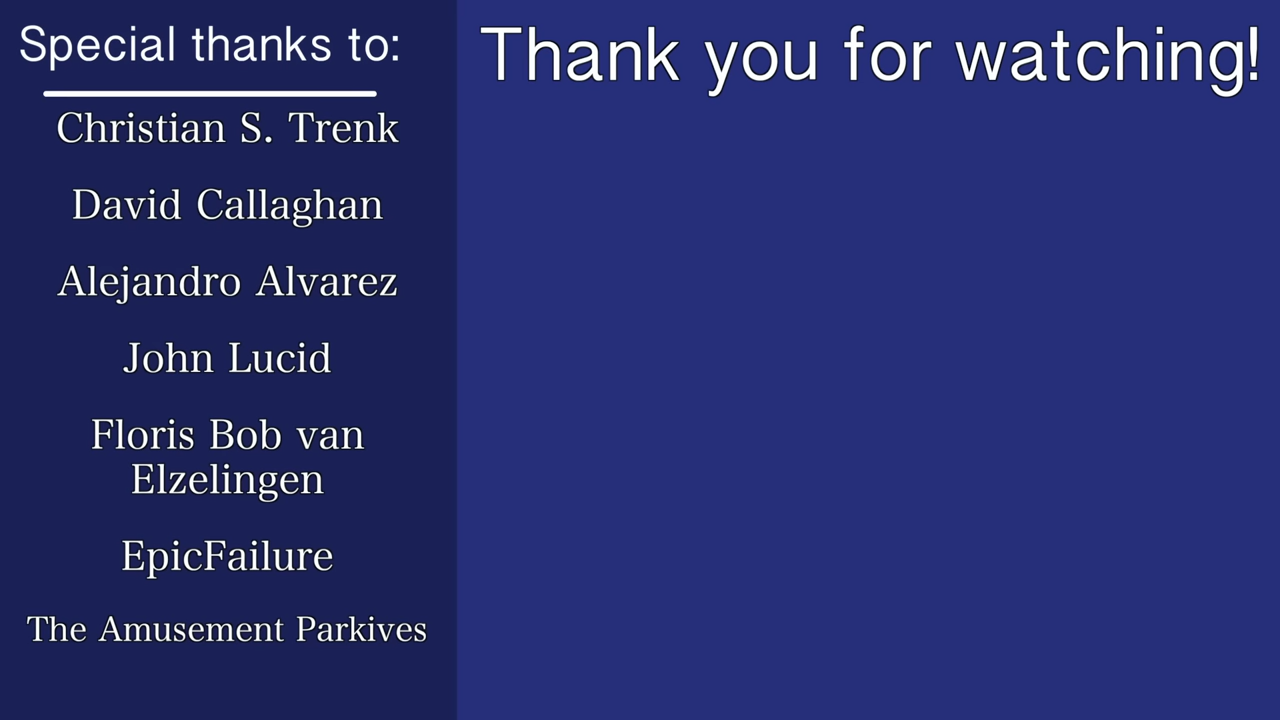 Special thanks to:
Christian S. Trenk
David Callaghan
Alejandro Alvarez
John Lucid
Floris Bob van
Elzelingen
EpicFailure
The Amusement Parkives
Thank you for watching!